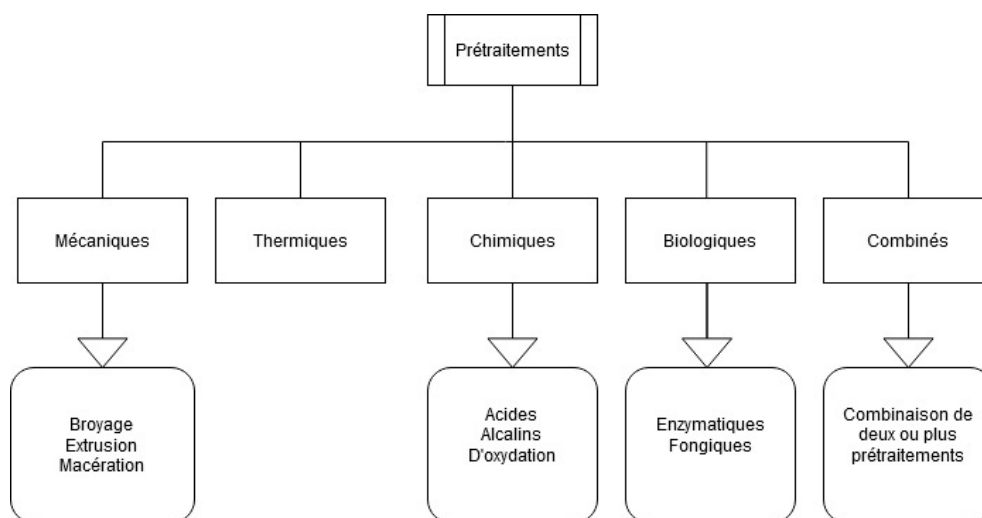 Prétraitements
Mécaniques
Thermiques
Chimiques
Biologiques
Combinés
Broyage
Extrusion
Macération
Acides
Alcalins
D'oxydation
Enzymatiques
Fongiques
Combinaison de
deux ou plus
prétraitements